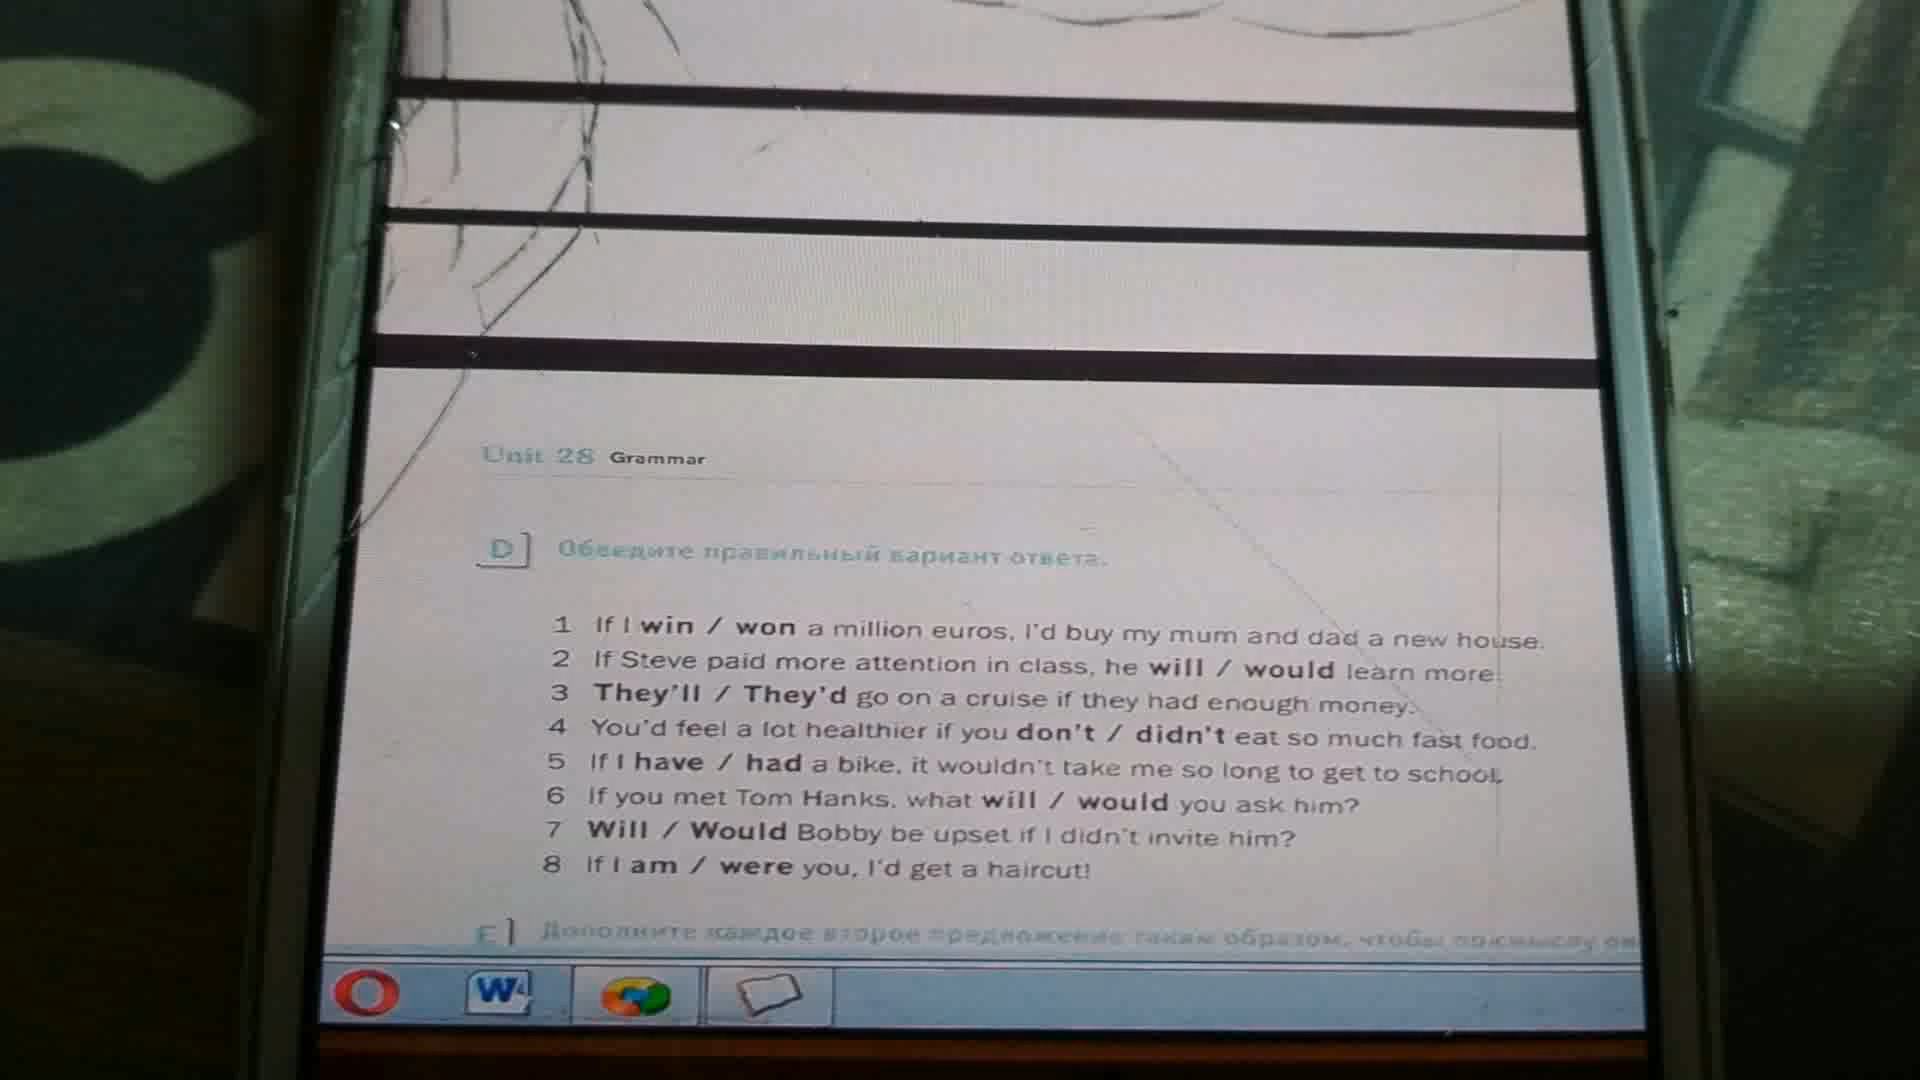 Unit 28 Grammar
D Обведите правильный вариант ответа.
1 If I win / won a million euros, I'd buy my mum and dad a new house.
2 If Steve paid more attention in class, he will / would learn more.
3 They'll / They'd go on a cruise if they had enough money.
4 You'd feel a lot healthier if you don't / didn't eat so much fast food.
5 If I have / had a bike, it wouldn't take me so long to get to school.
6 If you met Tom Hanks, what will / would you ask him?
7 Will / Would Bobby be upset if I didn't invite him?
8 If I am / were you, I'd get a haircut!
E Дополните каждое второе предложение таким образом, чтобы по смыслу
W